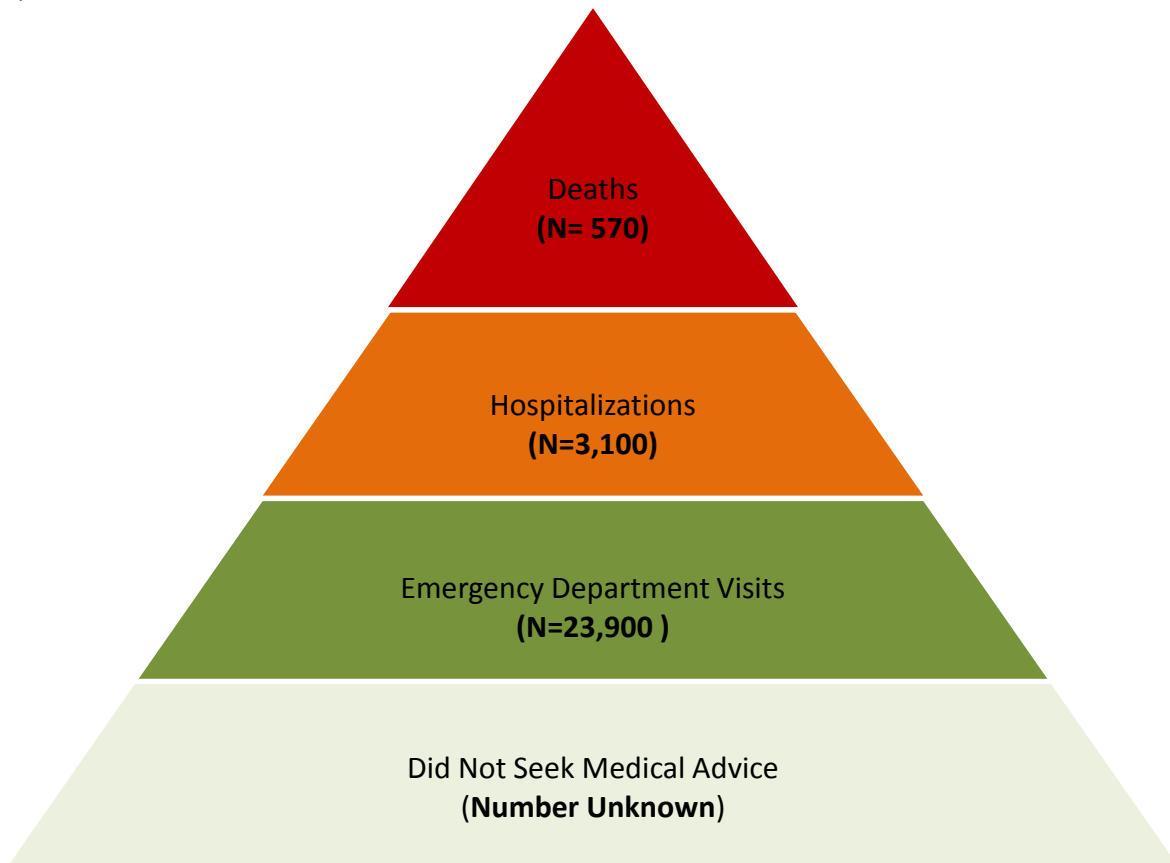 Deaths
(N= 570)
Hospitalizations
(N=3,100)
Emergency Department Visits
(N=23,900 )
Did Not Seek Medical Advice
(Number Unknown)